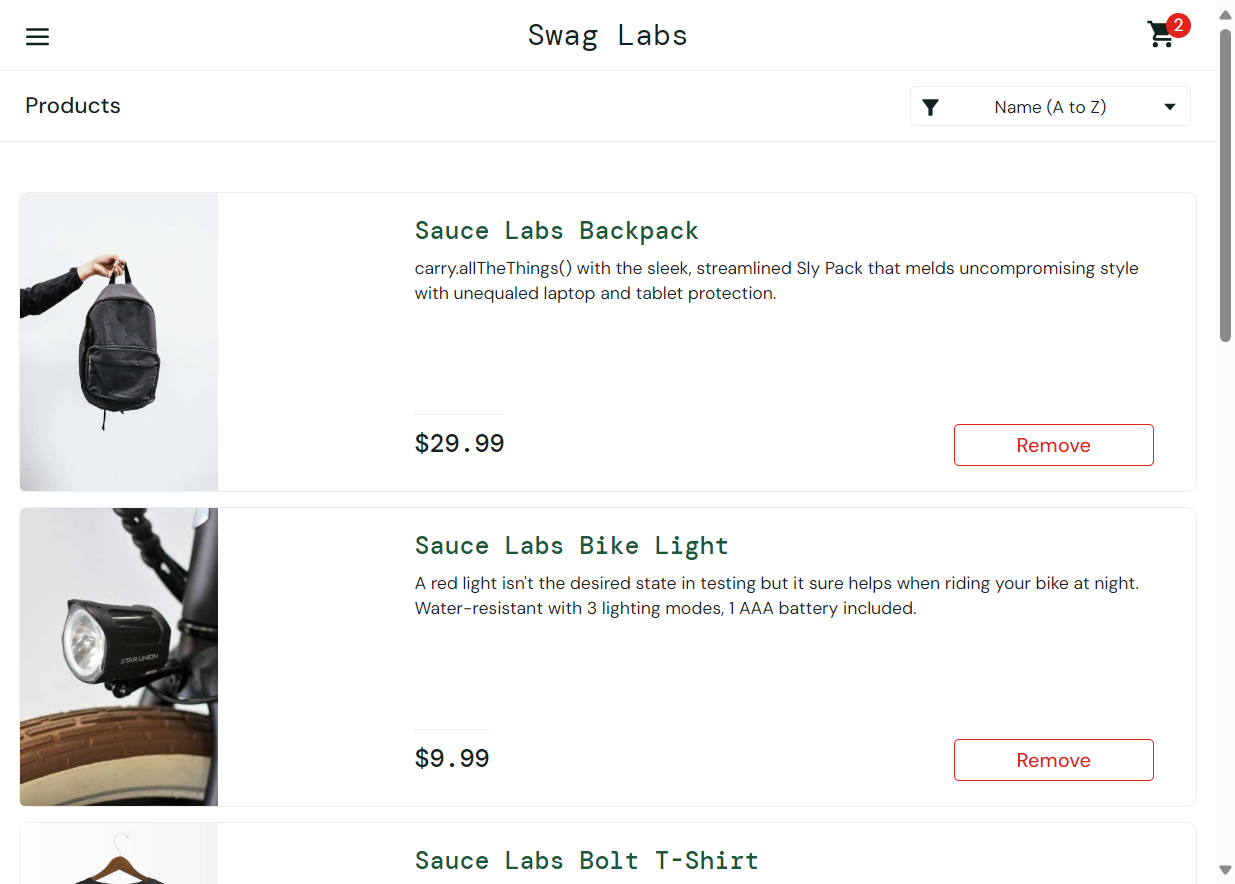 Swag Labs
2
Products
Name (A to Z)
Sauce Labs Backpack
carry.allTheThings() with the sleek, streamlined Sly Pack that melds uncompromising style
with unequaled laptop and tablet protection.
$29.99
Remove
Sauce Labs Bike Light
A red light isn't the desired state in testing but it sure helps when riding your bike at night.
Water-resistant with 3 lighting modes, 1 AAA battery included.
STAR UNION
$9.99
Remove
Sauce Labs Bolt T-Shirt